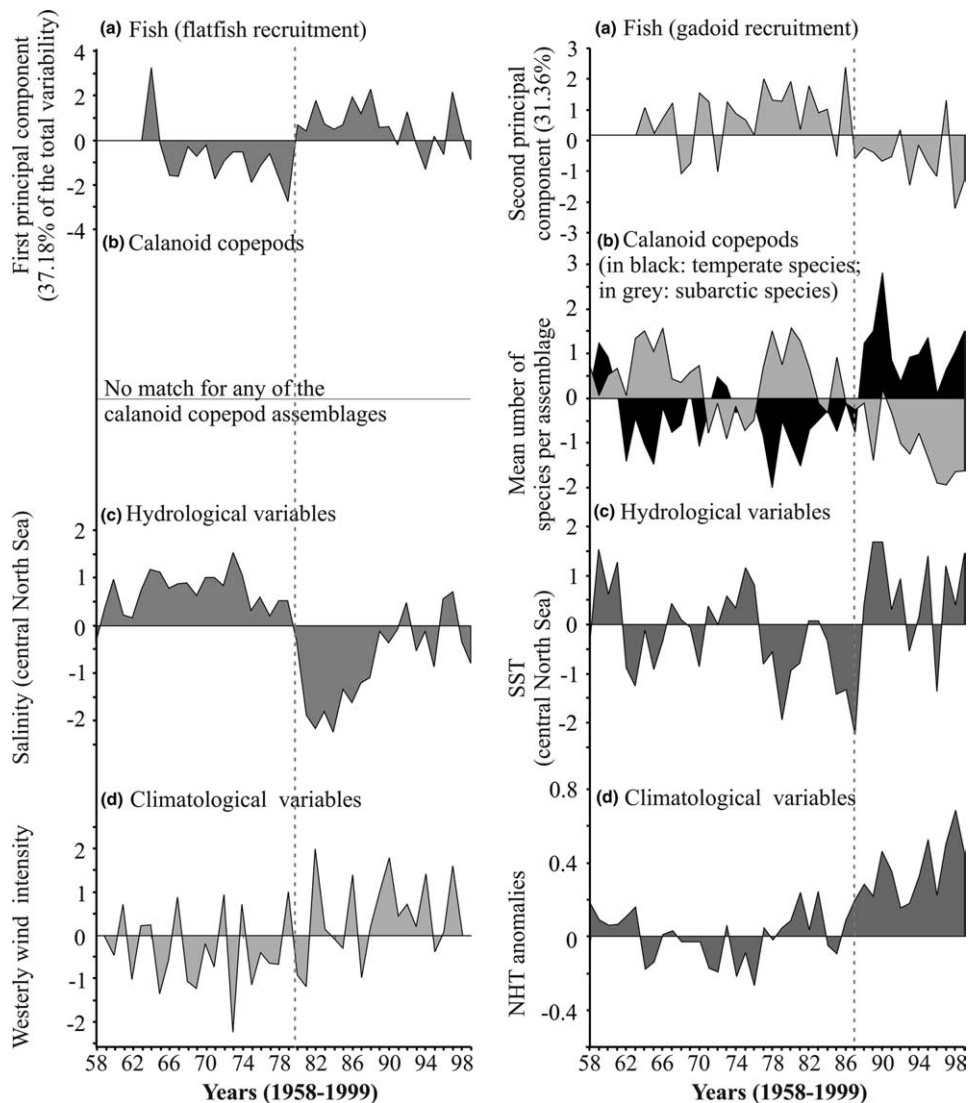 (a) Fish (flatfish recruitment)
First principal component
(37.18% of the total variability)
4
2
0
-2
-4
(b) Calanoid copepods
No match for any of the
calanoid copepod assemblages
(c) Hydrological variables
Salinity (central North Sea)
2
1
0
-1
-2
(d) Climatological variables
Westerly wind intensity
2
1
0
-1
-2
58 62 66 70 74 78 82 86 90 94 98
Years (1958-1999)
(a) Fish (gadoid recruitment)
Second principal
component (31.36%)
3
2
1
0
-1
-2
-3
(b) Calanoid copepods
(in black: temperate species;
in grey: subarctic species)
Mean umber of
species per assemblage
3
2
1
0
-1
-2
(c) Hydrological variables
SST
(central North Sea)
2
1
0
-1
-2
(d) Climatological variables
NHT anomalies
0.8
0.4
0
-0.4
58 62 66 70 74 78 82 86 90 94 98
Years (1958-1999)